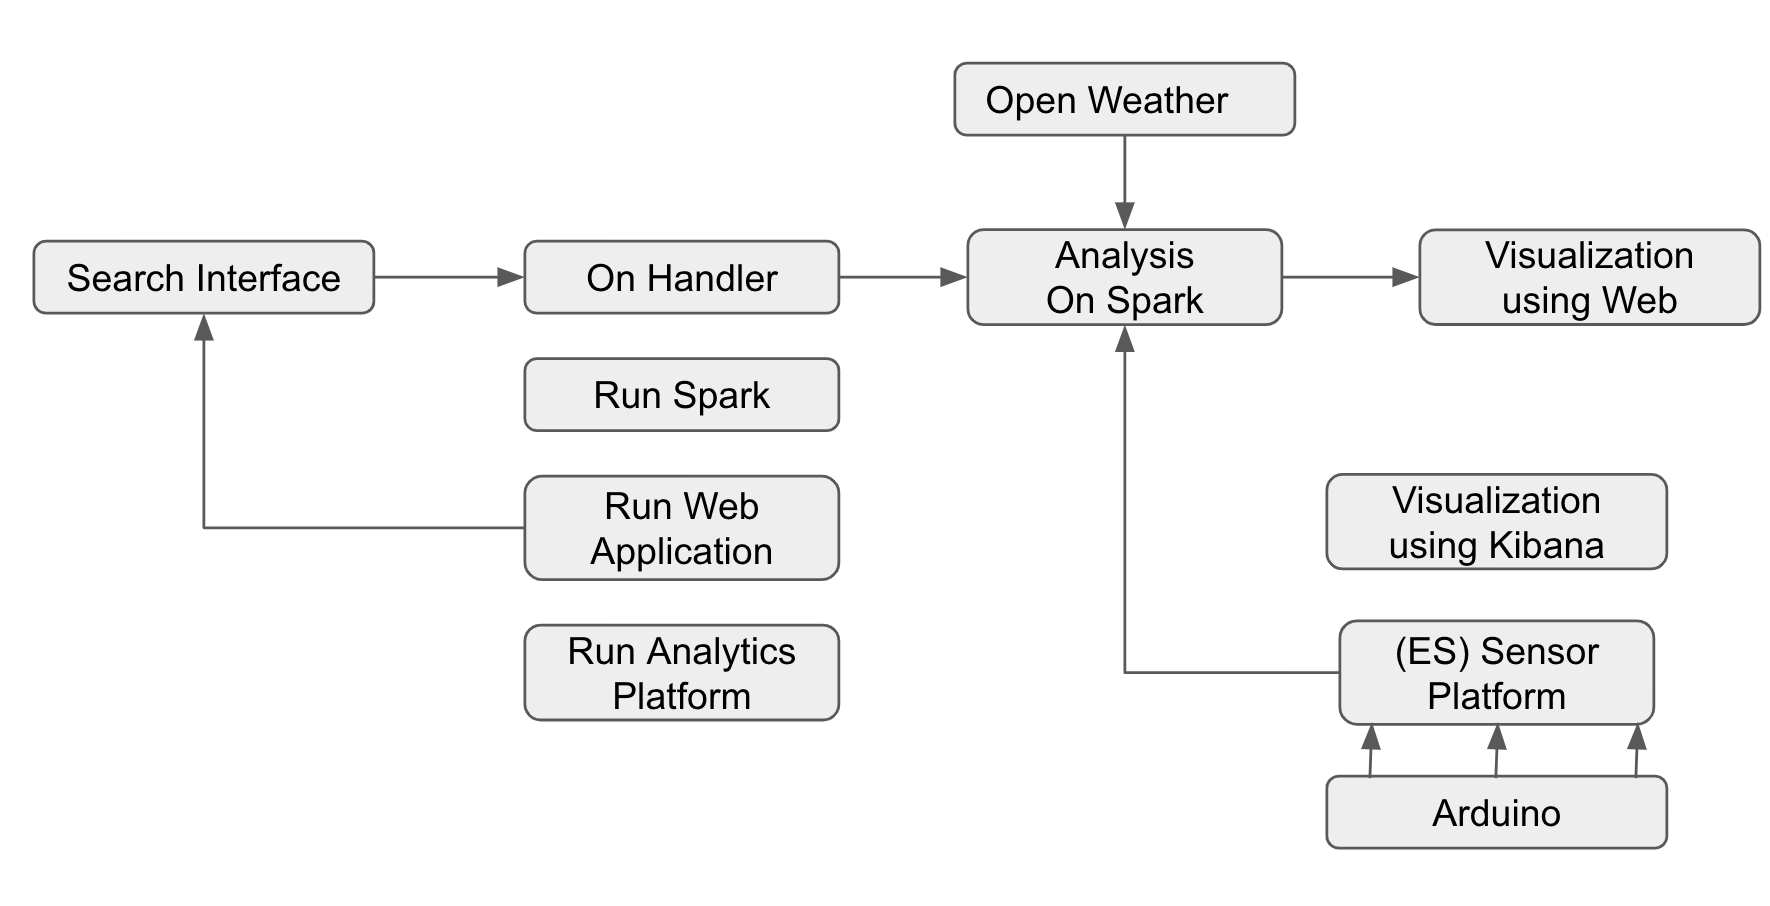 Open Weather
Search Interface
On Handler
Analysis
On Spark
Visualization
using Web
Run Spark
Run Web
Application
Visualization
using Kibana
Run Analytics
Platform
(ES) Sensor
Platform
Arduino